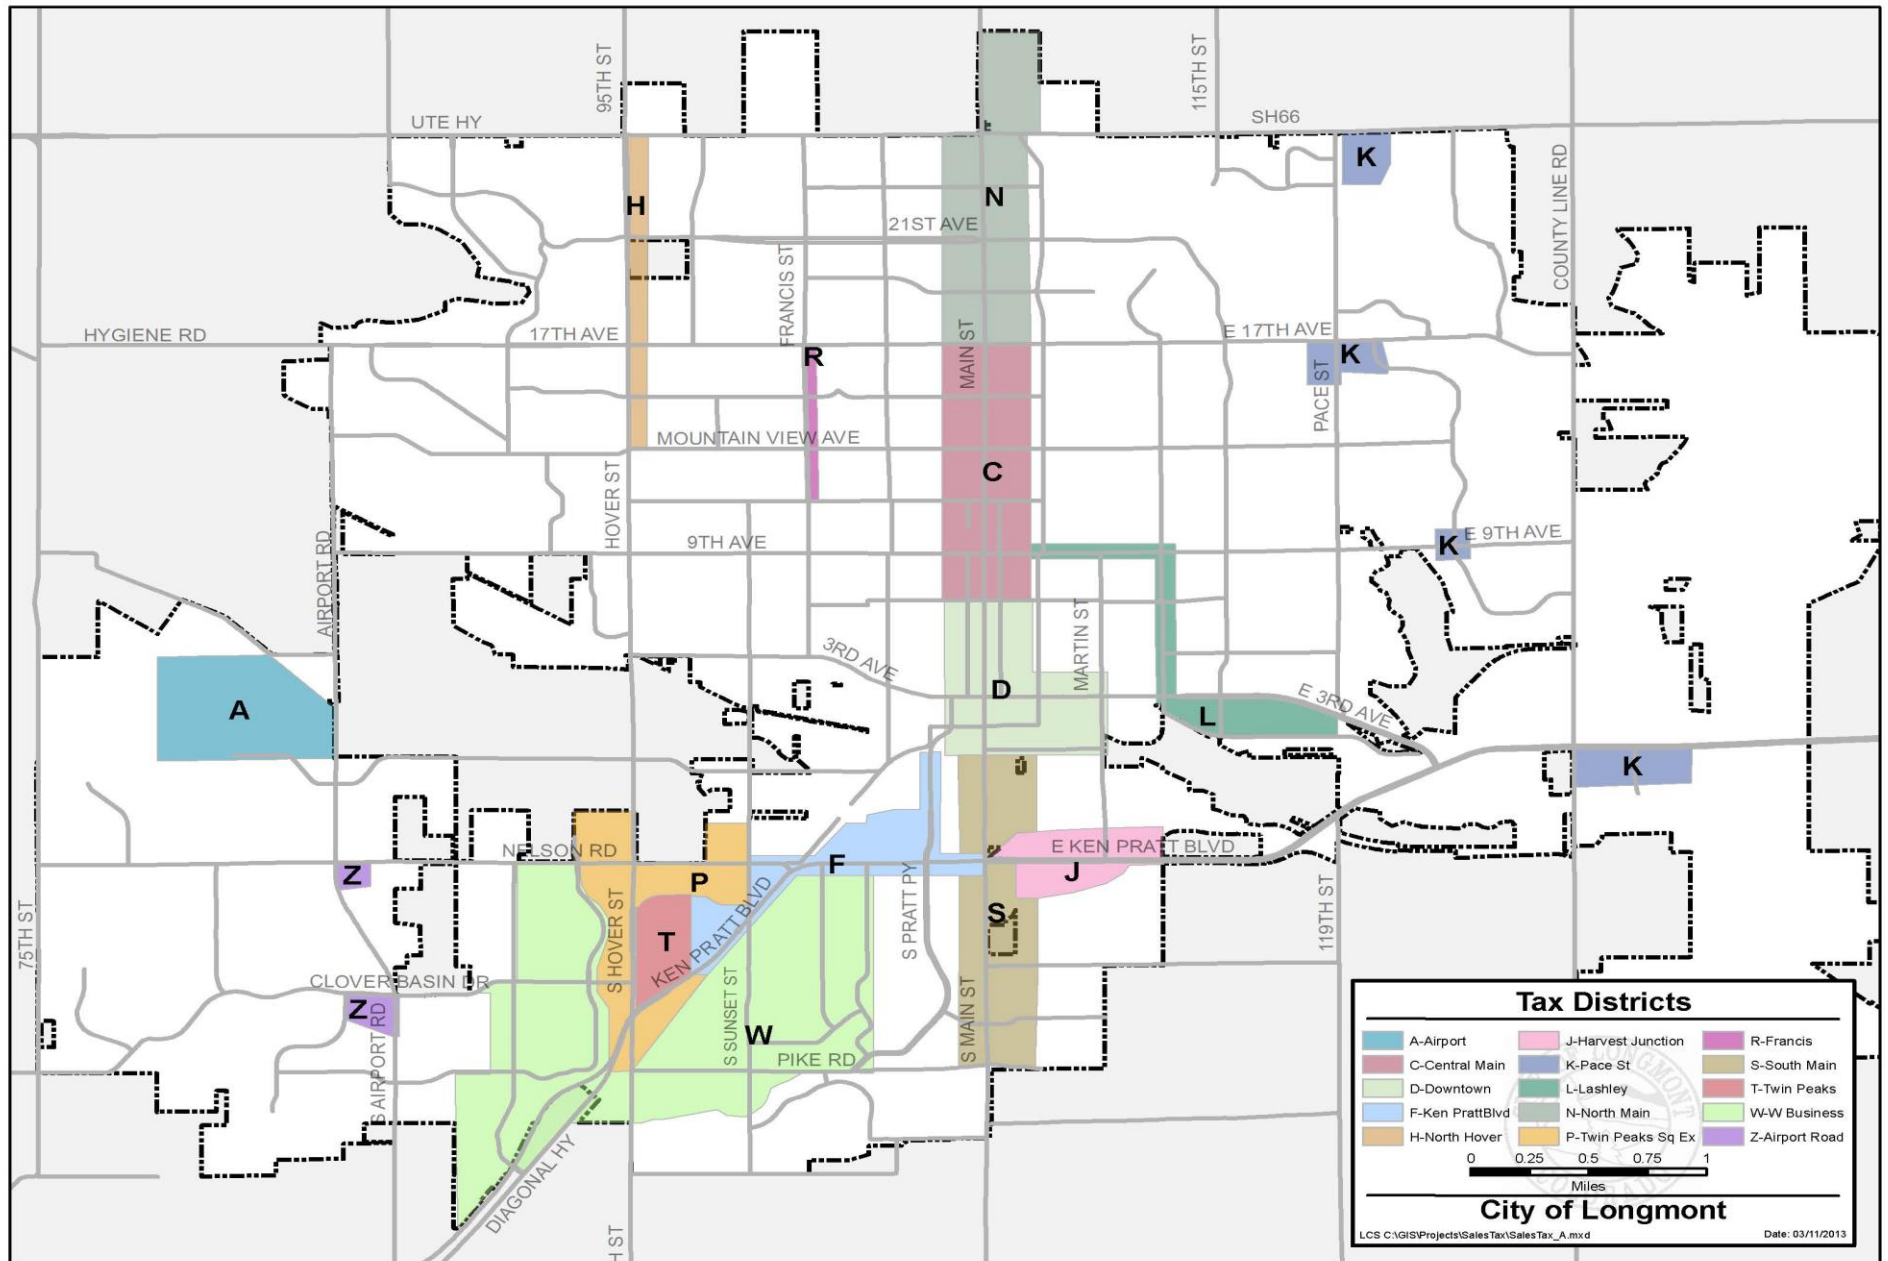 95TH ST
115TH ST
UTE HY
SH66
K
COUNTY LINE RD
H
N
21ST AVE
FRANCIS ST
HYGIENE RD
17TH AVE
E 17TH AVE
MAIN ST
R
K
PACE ST
MOUNTAIN VIEW AVE
C
HOVER ST
9TH AVE
K
E 9TH AVE
AIRPORT RD
MARTIN ST
3RD AVE
D
E 3RD AVE
A
L
K
NELSON RD
E KEN PRATT BLVD
F
J
Z
P
S PRATT PY
S
75TH ST
S HOVER ST
T
KEN PRATT BLVD
119TH ST
CLOVER BASIN DR
Z
S AIRPORT RD
S SUNSET ST
W
PIKE RD
S MAIN ST
DIAGONAL HY
H ST
Tax Districts
A-Airport
C-Central Main
D-Downtown
F-Ken PrattBlvd
H-North Hover
J-Harvest Junction
K-Pace St
L-Lashley
N-North Main
P-Twin Peaks Sq Ex
R-Francis
S-South Main
T-Twin Peaks
W-W Business
Z-Airport Road
0 0.25 0.5 0.75 1
Miles
City of Longmont
LCS C:\GIS\Projects\SalesTax\SalesTax_A.mxd
Date: 03/11/2013